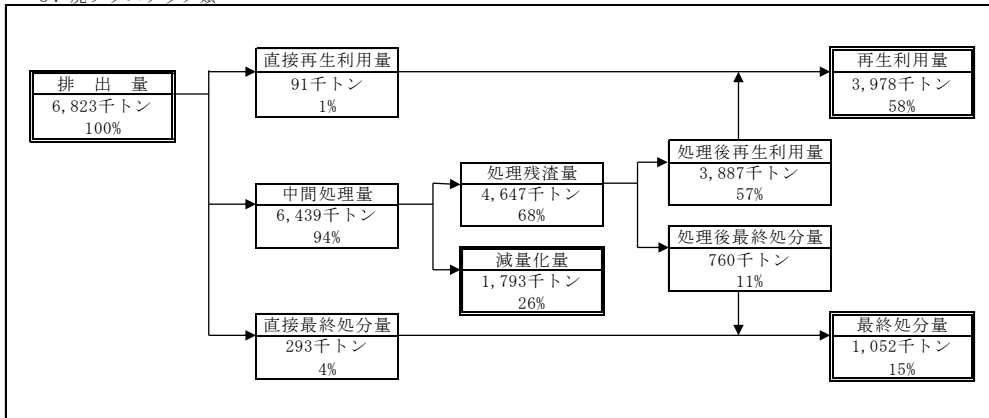 排　出　量
6,823千トン
100%
直接再生利用量
91千トン
1%
再生利用量
3,978千トン
58%
中間処理量
6,439千トン
94%
処理残渣量
4,647千トン
68%
処理後再生利用量
3,887千トン
57%
減量化量
1,793千トン
26%
処理後最終処分量
760千トン
11%
直接最終処分量
293千トン
4%
最終処分量
1,052千トン
15%